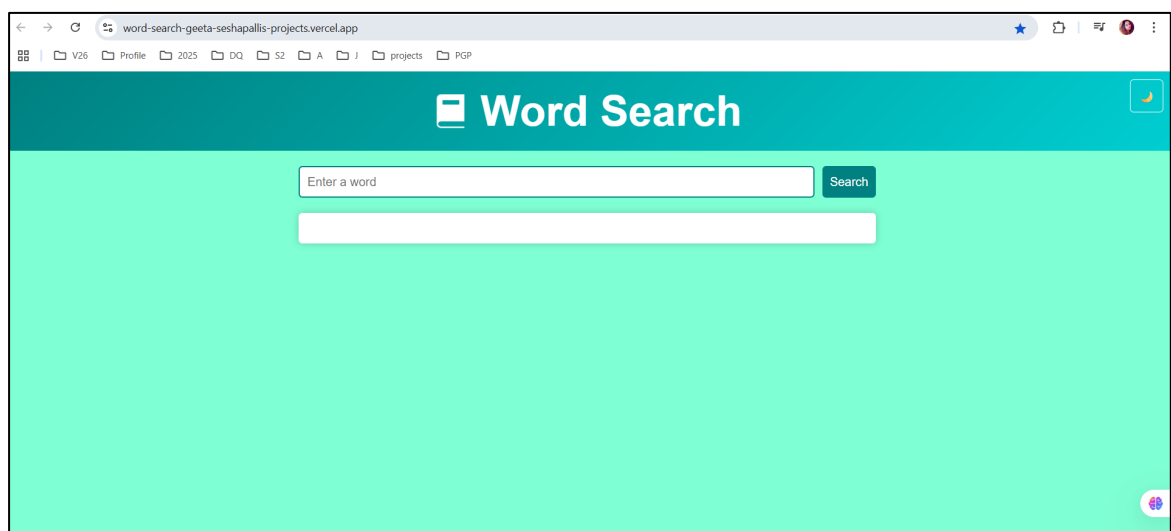 word-search-geeta-seshapallis-projects.vercel.app
V26 Profile 2025 DQ S2 A J projects PGP
Word Search
Enter a word Search